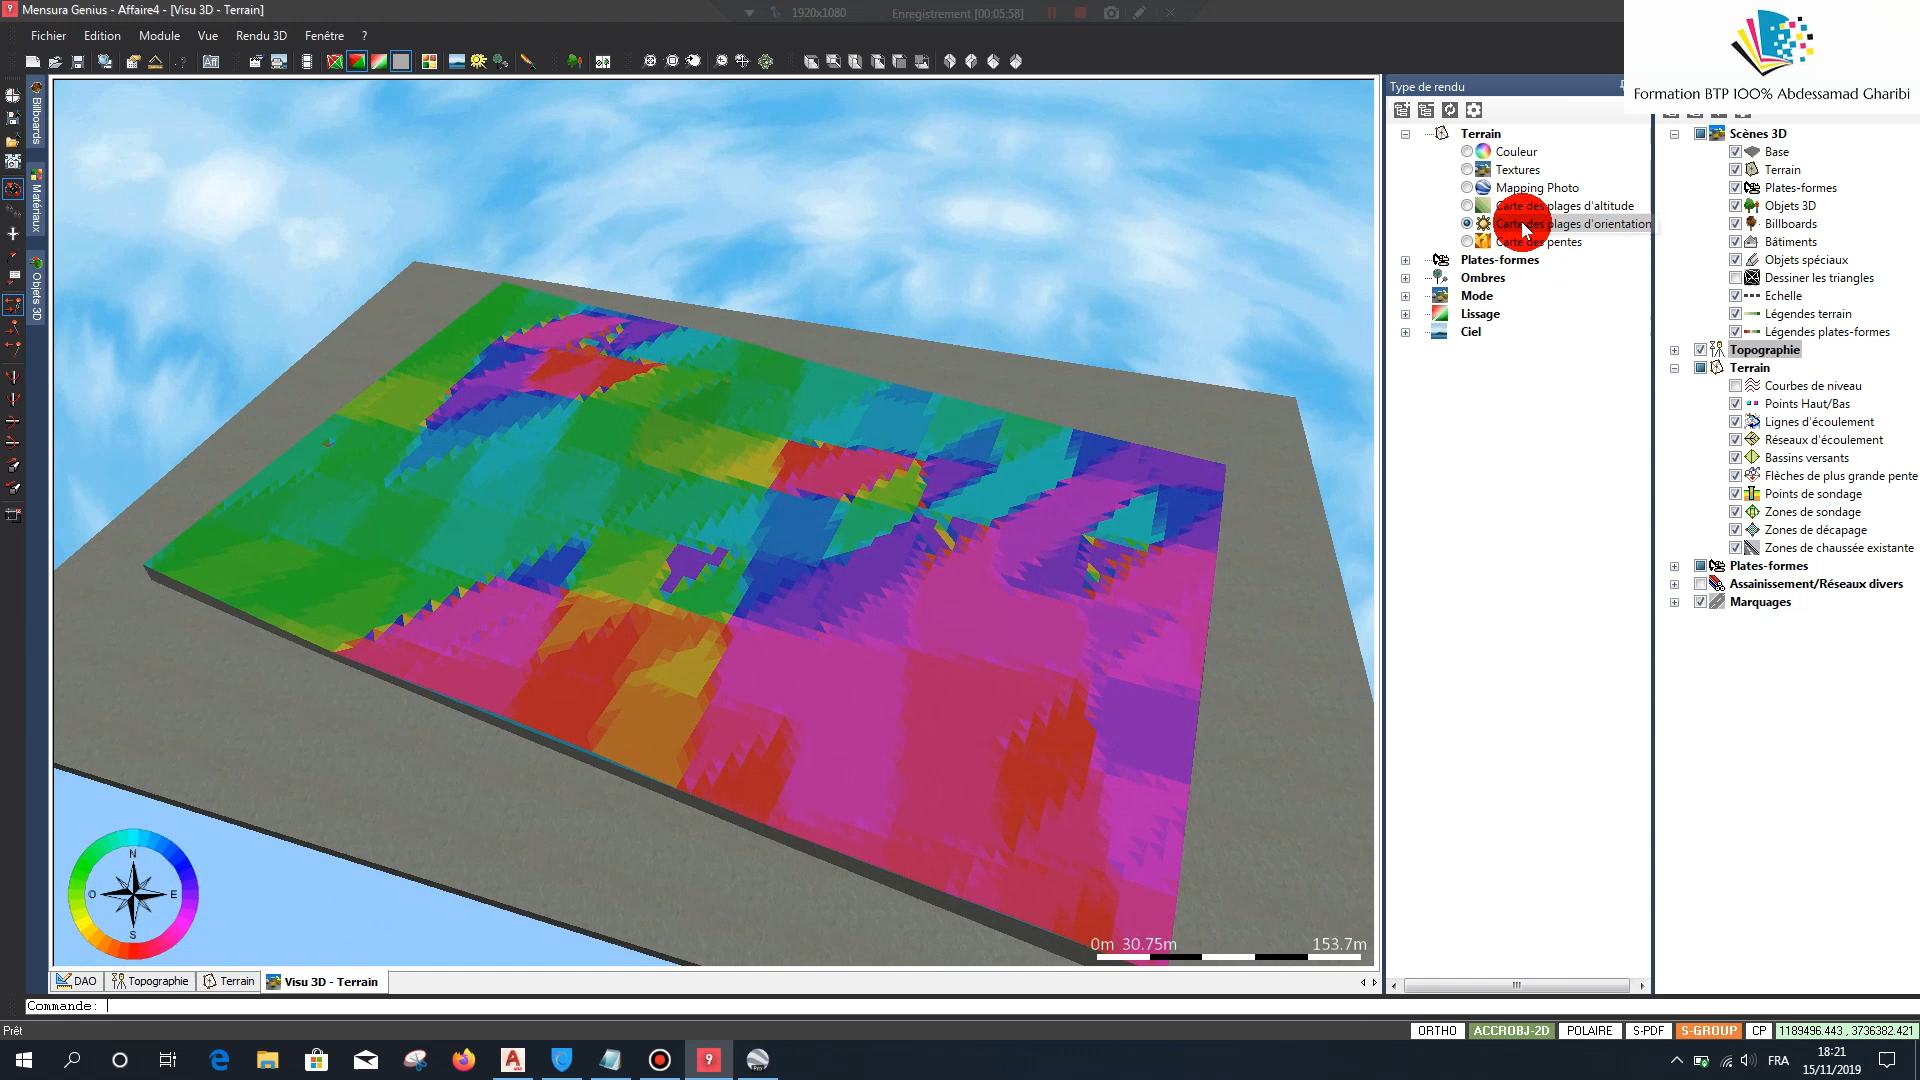 Mensura Genius - Affaire4 - [Visu 3D - Terrain]
1920x1080
Enregistrement [00:05:58]
Fichier
Edition
Module
Vue
Rendu 3D
Fenêtre
?
Formation BTP 100% Abdessamad Gharibi
Billboards
Matériaux
Objets 3D
Type de rendu
Terrain
Couleur
Textures
Mapping Photo
Carte des plages d'altitude
Carte des plages d'orientation
Carte des pentes
Plates-formes
Ombres
Mode
Lissage
Ciel
Scènes 3D
Base
Terrain
Plates-formes
Objets 3D
Billboards
Bâtiments
Objets spéciaux
Dessiner les triangles
Echelle
Légendes terrain
Légendes plates-formes
Topographie
Terrain
Courbes de niveau
Points Haut/Bas
Lignes d'écoulement
Réseaux d'écoulement
Bassins versants
Flèches de plus grande pente
Points de sondage
Zones de sondage
Zones de décapage
Zones de chaussée existante
Plates-formes
Assainissement/Réseaux divers
Marquages
N
O
E
S
0m 30.75m 153.7m
DAO
Topographie
Terrain
Visu 3D - Terrain
Commande:
Prêt
ORTHO
ACCROBJ-2D
POLAIRE
S-PDF
S-GROUP
CP
1189496.443 , 3736382.421
FRA
18:21
15/11/2019